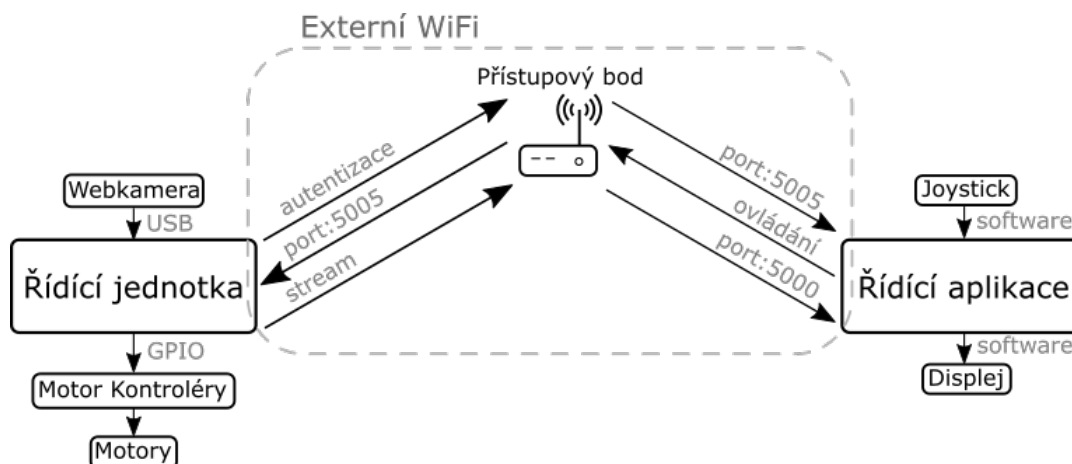 Externí WiFi
Přístupový bod
autentizace
port:5005
stream
port:5005
ovládání
port:5000
Webkamera
USB
Řídící jednotka
GPIO
Motor Kontroléry
Motory
Joystick
software
Řídící aplikace
software
Displej